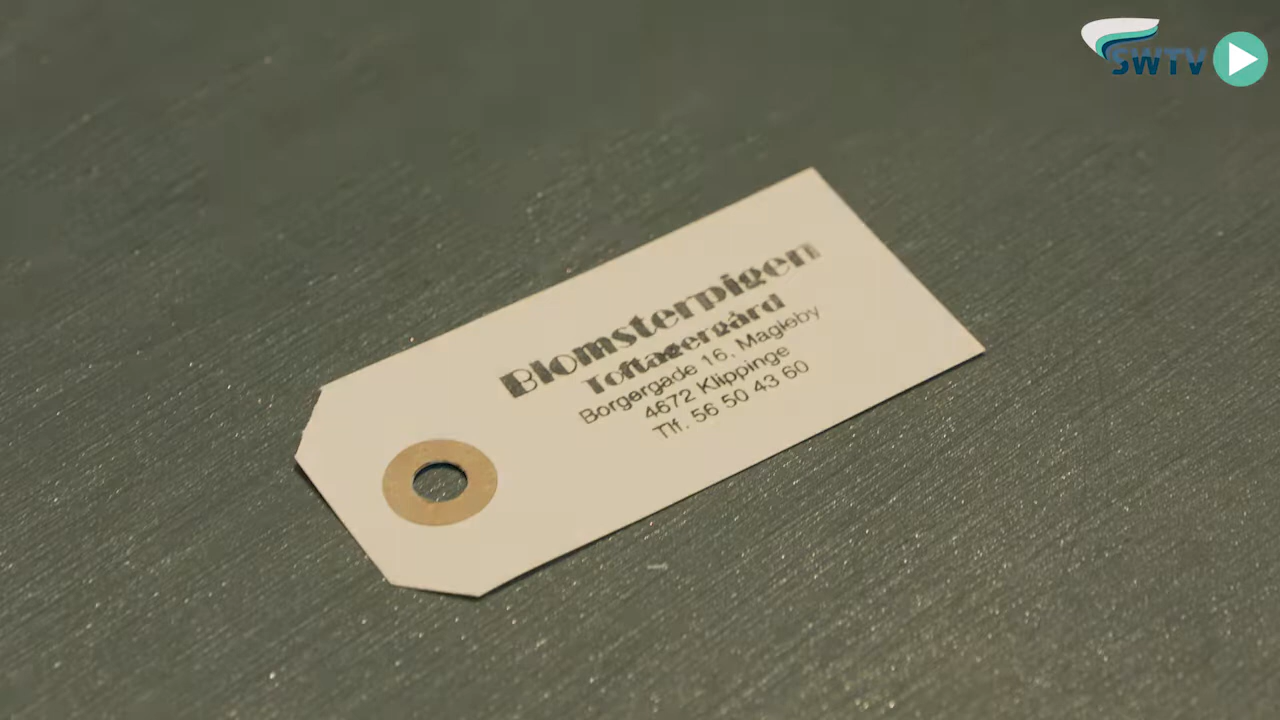 SWTV
Blomsterpigen
Toftagergård
Borgergade 16, Magleby
4672 Klippinge
Tlf. 56 50 43 60